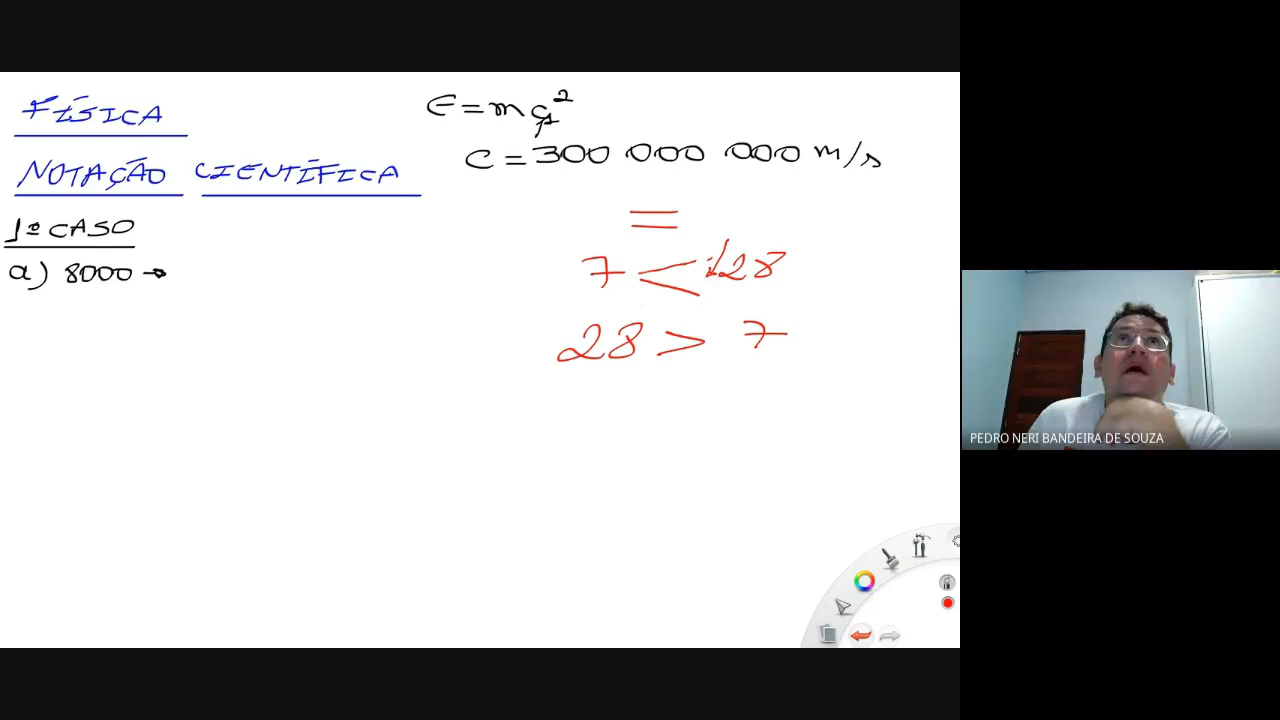 FÍSICA
NOTAÇÃO CIENTÍFICA
1º CASO
a) 8000 →
E = mc²
C = 300 000 000 m/s
=
7 < 28
28 > 7
PEDRO NERI BANDEIRA DE SOUZA